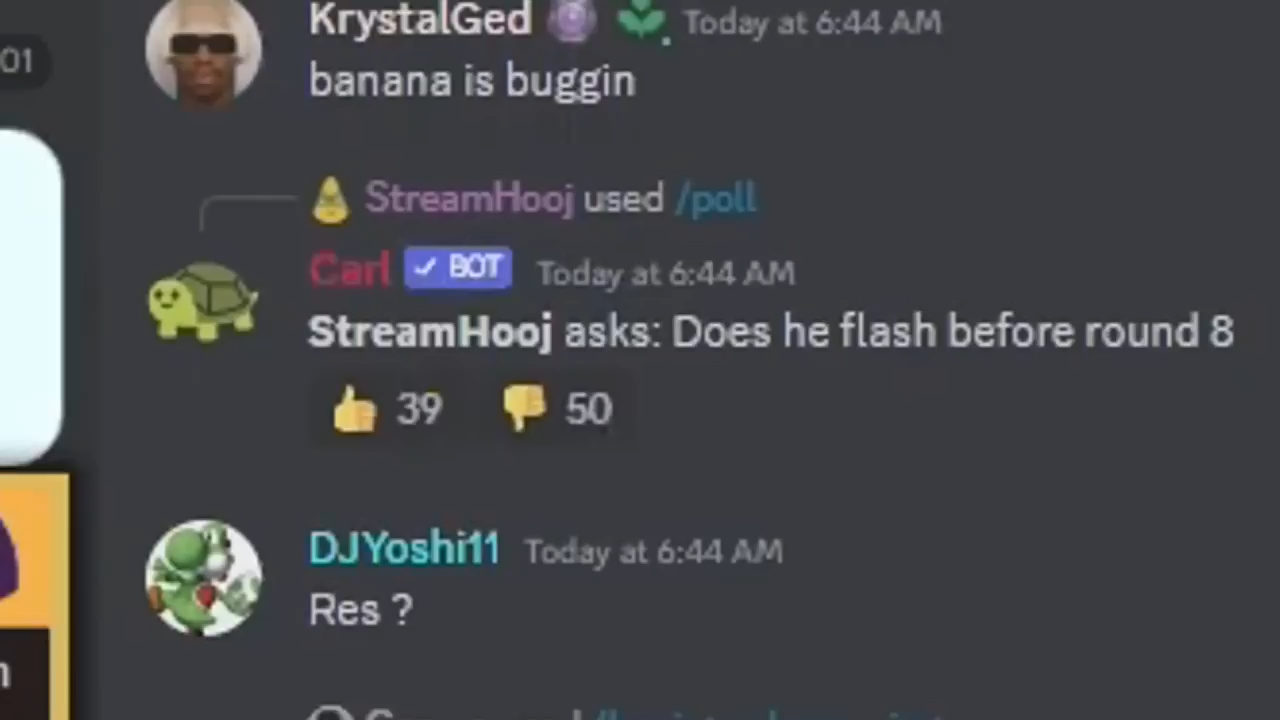 KrystalGed Today at 6:44 AM
01
banana is buggin
StreamHooj used /poll
Carl ✓ BOT Today at 6:44 AM
StreamHooj asks: Does he flash before round 8
👍 39 👎 50
DJYoshi11 Today at 6:44 AM
Res ?